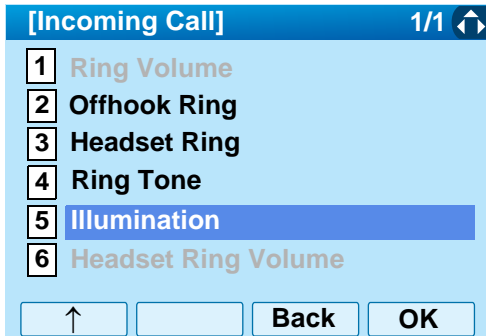 [Incoming Call] 1/1
1 Ring Volume
2 Offhook Ring
3 Headset Ring
4 Ring Tone
5 Illumination
6 Headset Ring Volume
↑ Back OK